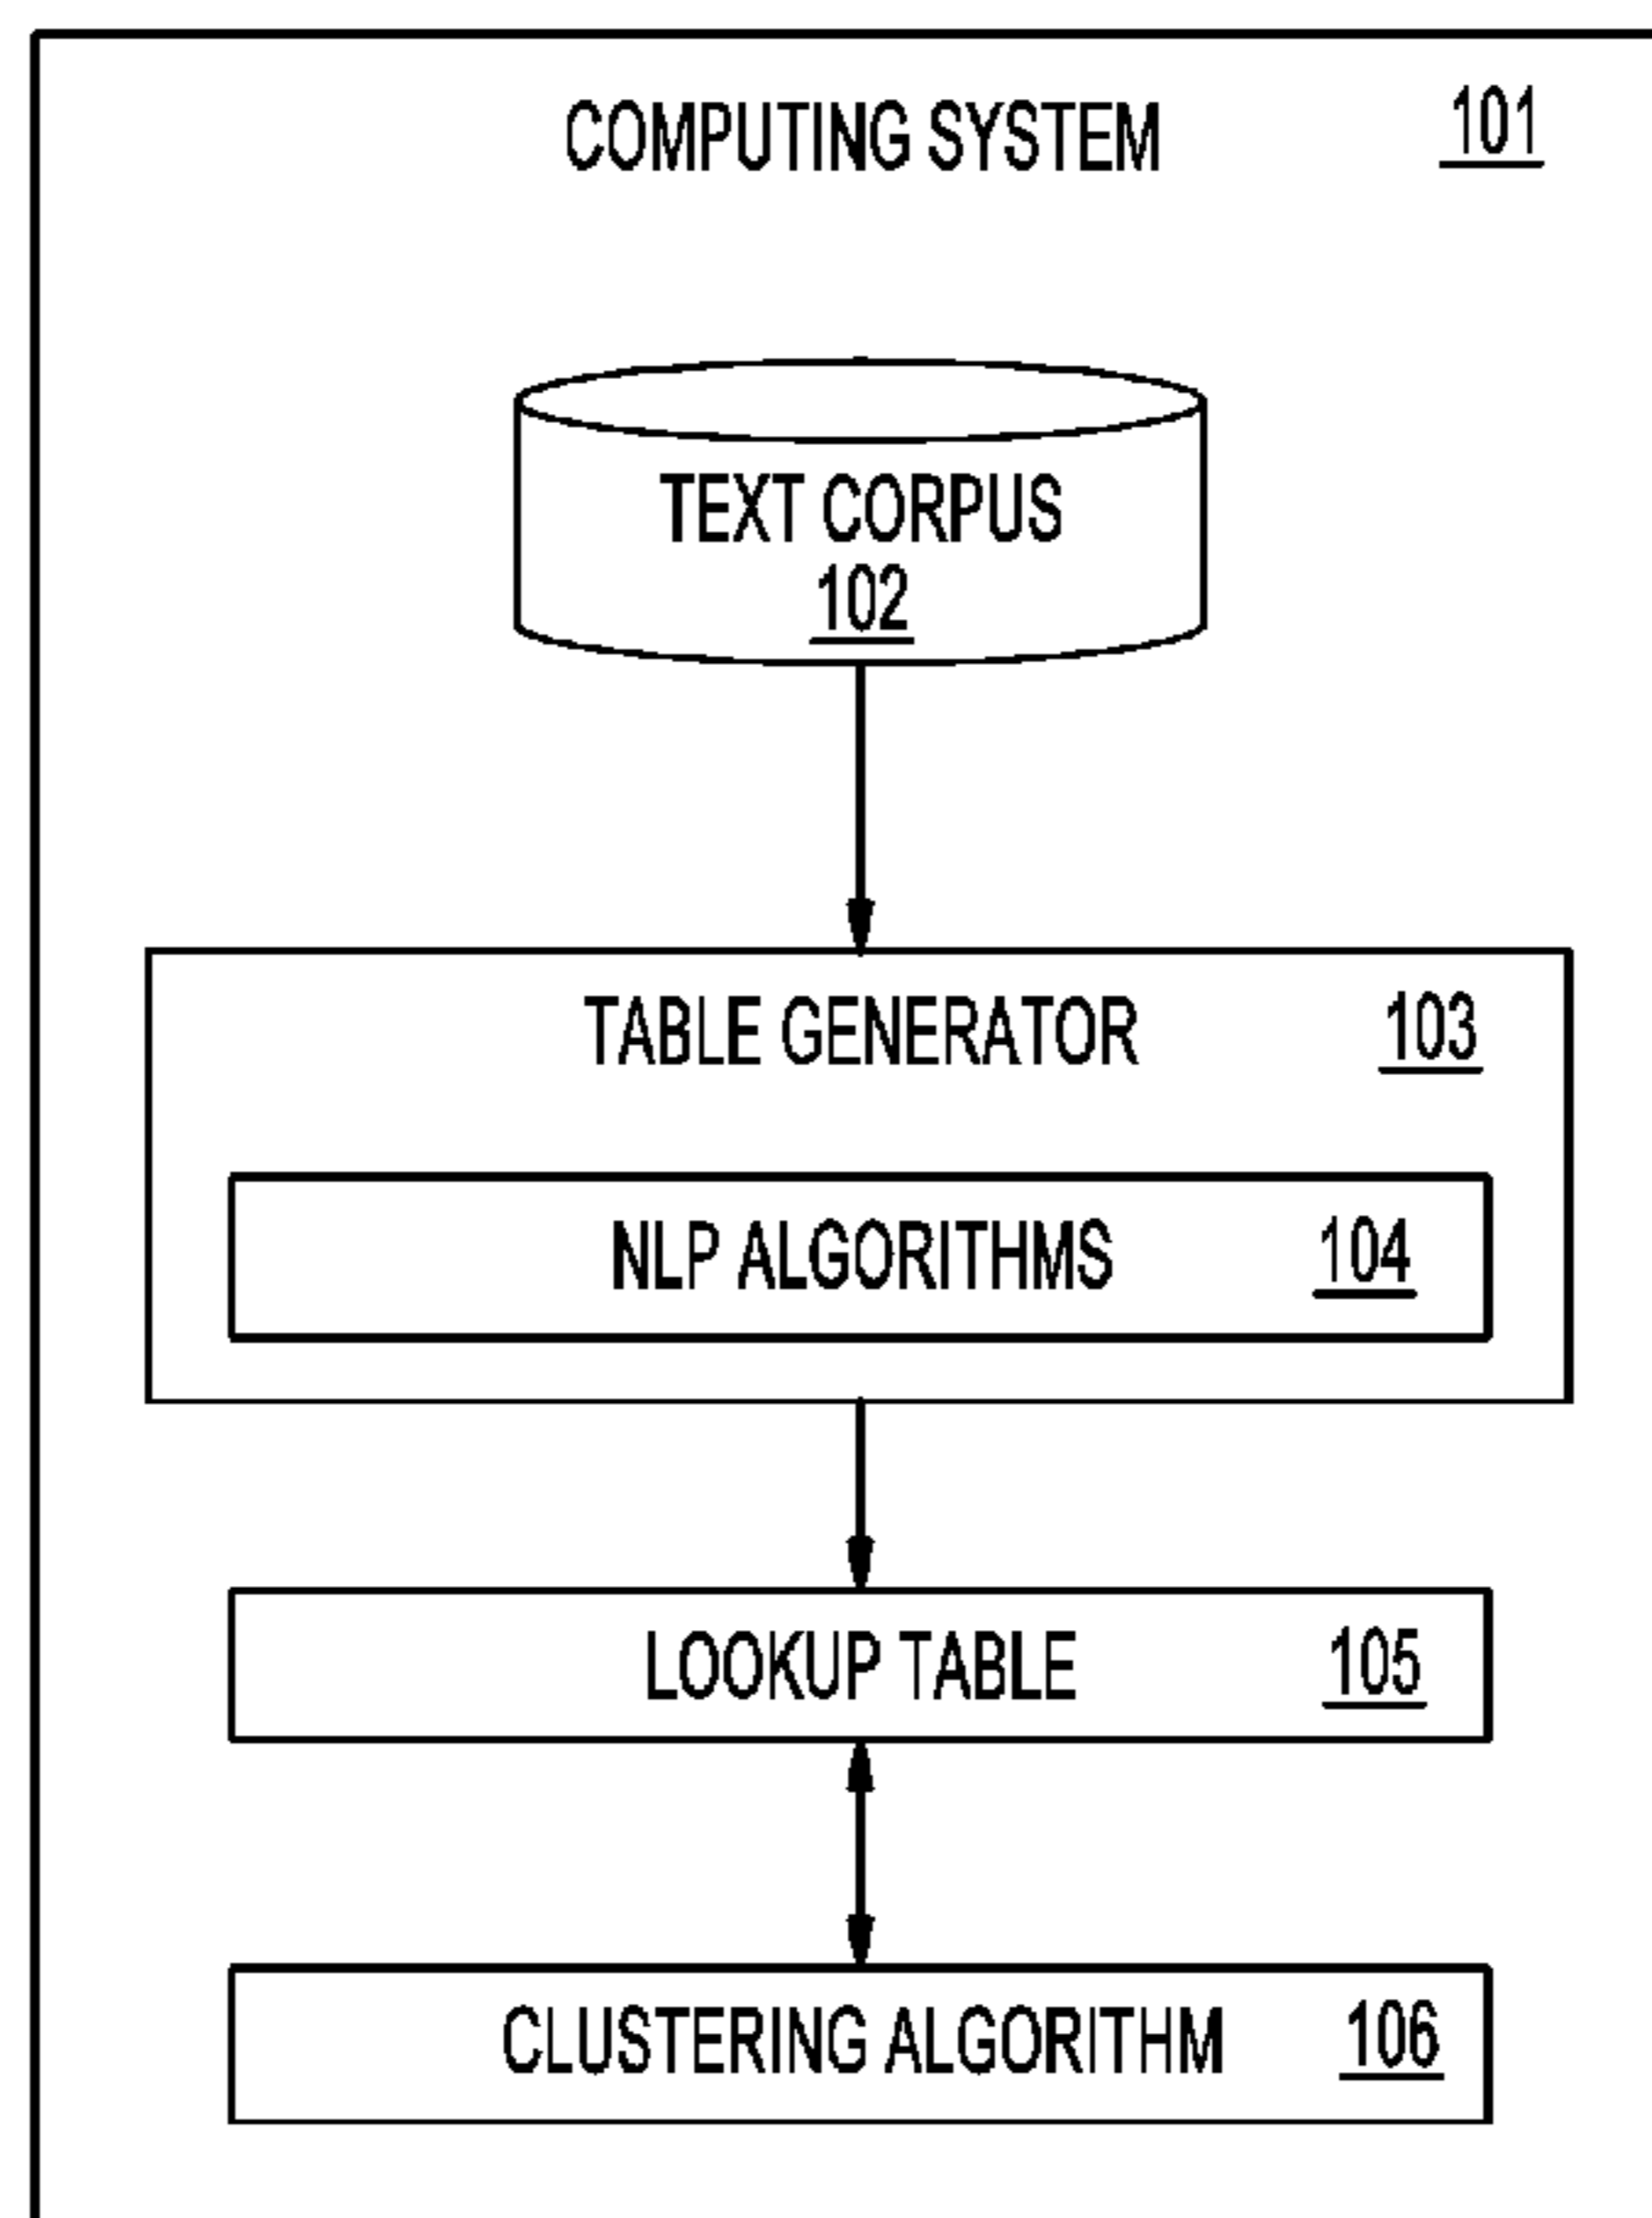 COMPUTING SYSTEM 101
TEXT CORPUS
102
TABLE GENERATOR 103
NLP ALGORITHMS 104
LOOKUP TABLE 105
CLUSTERING ALGORITHM 106